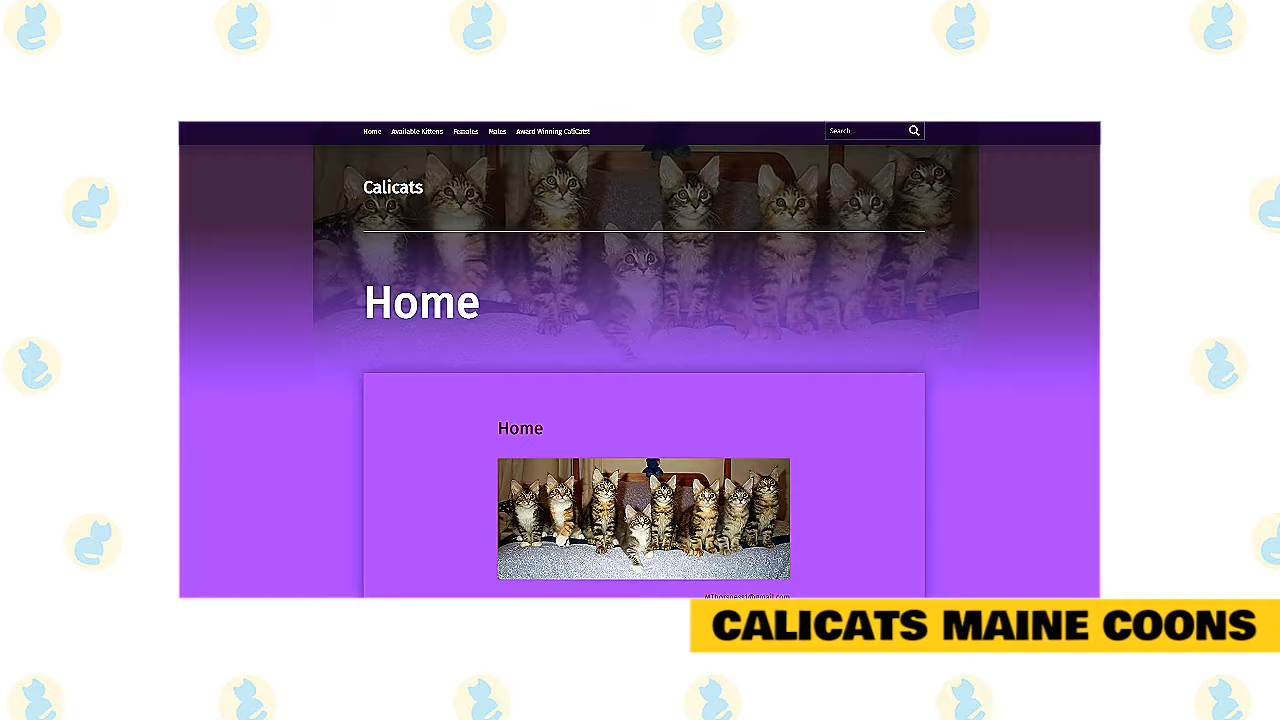 Home Available Kittens Females Males Award Winning CaliCats! Search
Calicats
Home
Home
CALICATS MAINE COONS